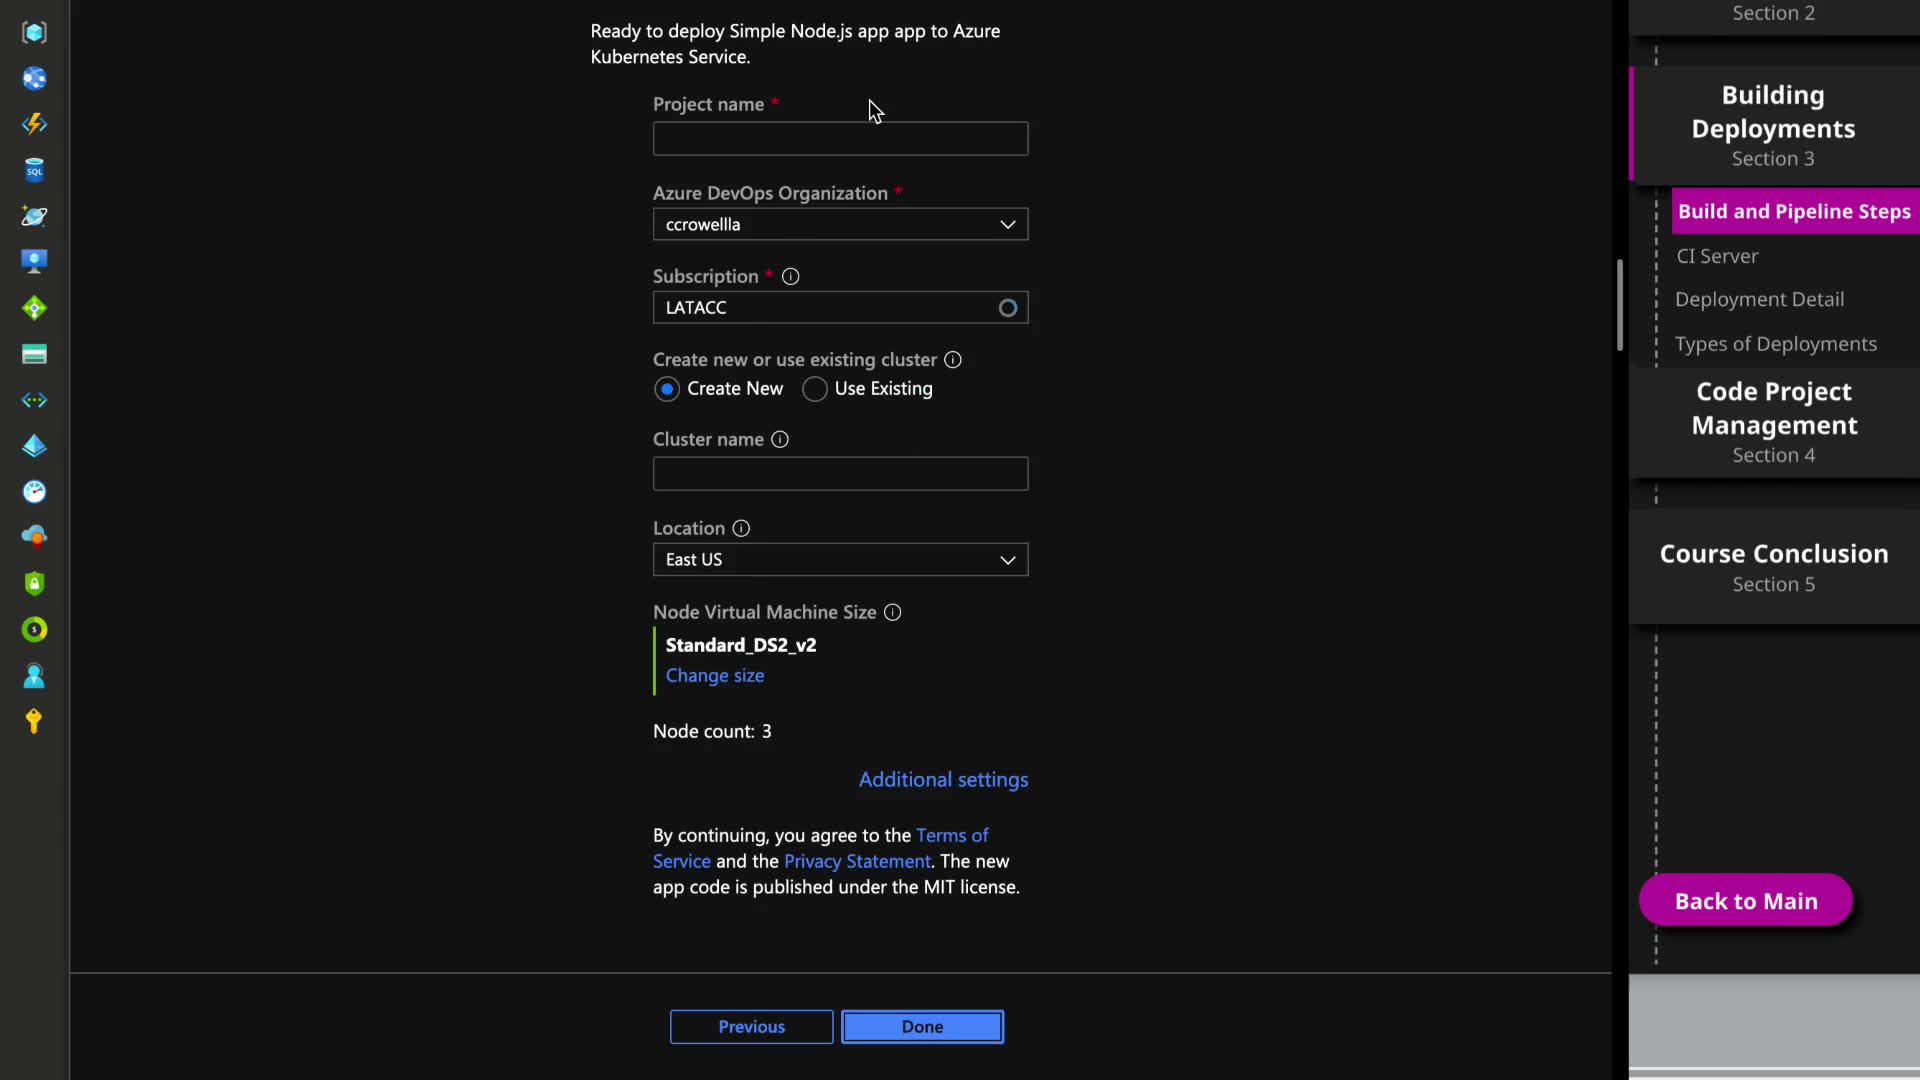 Ready to deploy Simple Node.js app app to Azure
Kubernetes Service.
Project name *
Azure DevOps Organization *
ccrowellla
Subscription *
LATACC
Create new or use existing cluster
Create New
Use Existing
Cluster name
Location
East US
Node Virtual Machine Size
Standard_DS2_v2
Change size
Node count: 3
Additional settings
By continuing, you agree to the Terms of
Service and the Privacy Statement. The new
app code is published under the MIT license.
Previous
Done
Section 2
Building
Deployments
Section 3
Build and Pipeline Steps
CI Server
Deployment Detail
Types of Deployments
Code Project
Management
Section 4
Course Conclusion
Section 5
Back to Main
SQL